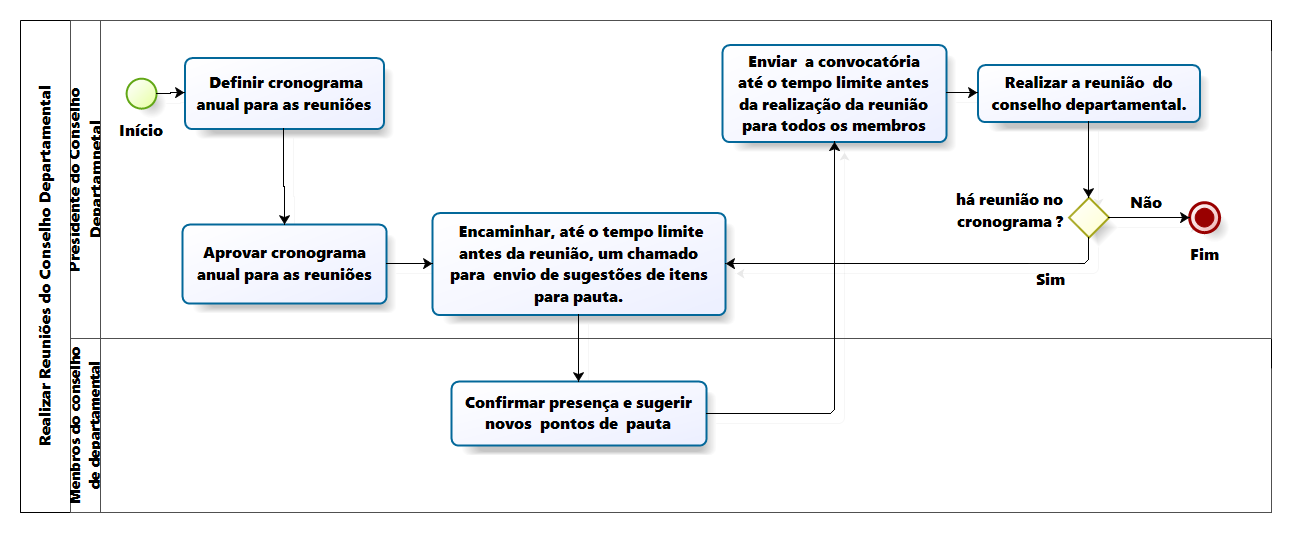 Realizar Reuniões do Conselho Departamental
Presidente do Conselho
Departamnetal
Início
Definir cronograma
anual para as reuniões
Aprovar cronograma
anual para as reuniões
Encaminhar, até o tempo limite
antes da reunião, um chamado
para envio de sugestões de itens
para pauta.
Enviar a convocatória
até o tempo limite antes
da realização da reunião
para todos os membros
Realizar a reunião do
conselho departamental.
há reunião no
cronograma ?
Não
Fim
Sim
Menbros do conselho
de departamental
Confirmar presença e sugerir
novos pontos de pauta